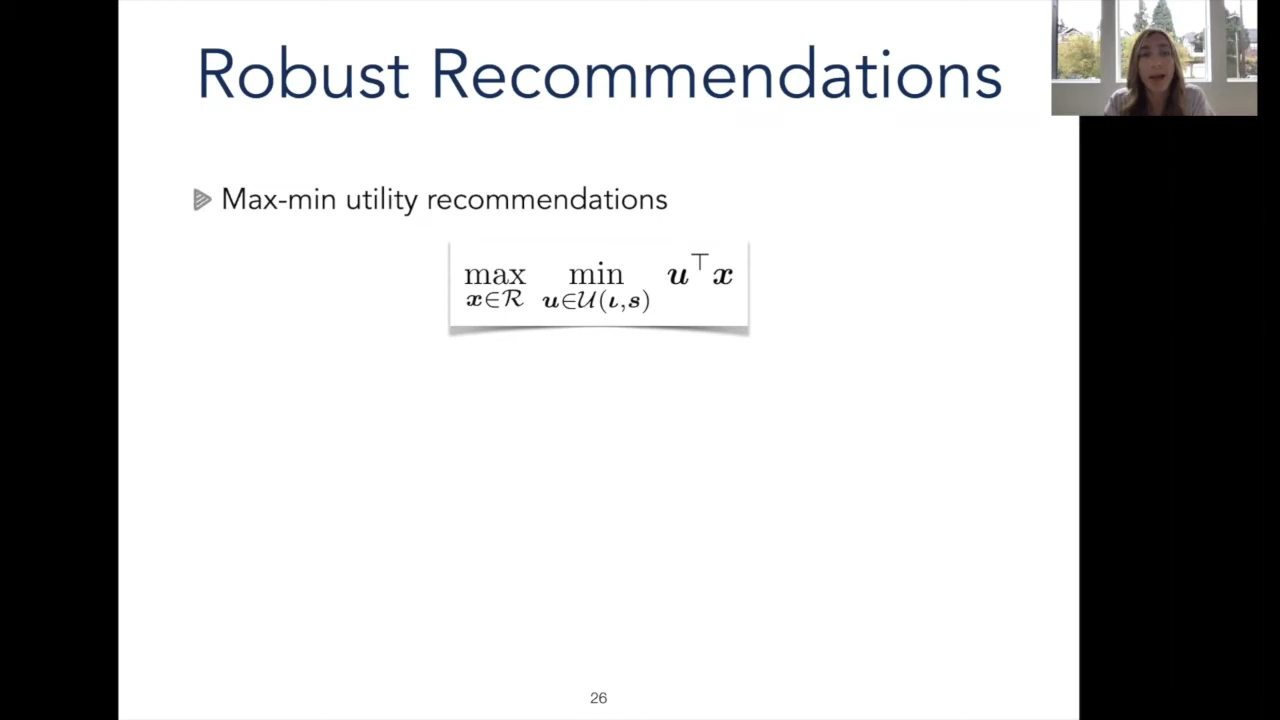 Robust Recommendations
Max-min utility recommendations
max min u⊤x
x∈ℛ u∈𝒰(ι,s)
26